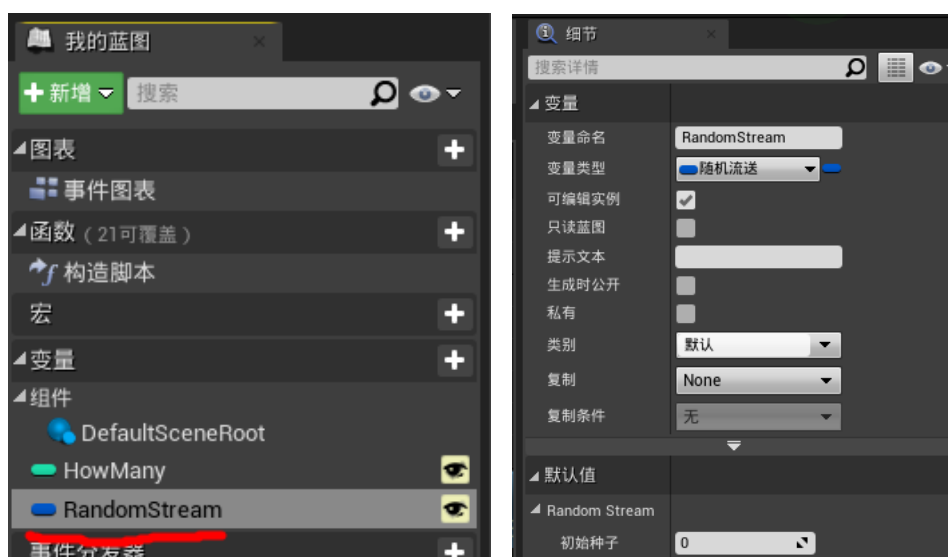 我的蓝图
新增
搜索
图表
事件图表
函数（21可覆盖）
构造脚本
宏
变量
组件
DefaultSceneRoot
HowMany
RandomStream
事件分发器
细节
搜索详情
变量
变量命名 RandomStream
变量类型 随机流送
可编辑实例
只读蓝图
提示文本
生成时公开
私有
类别 默认
复制 None
复制条件 无
默认值
Random Stream
初始种子 0